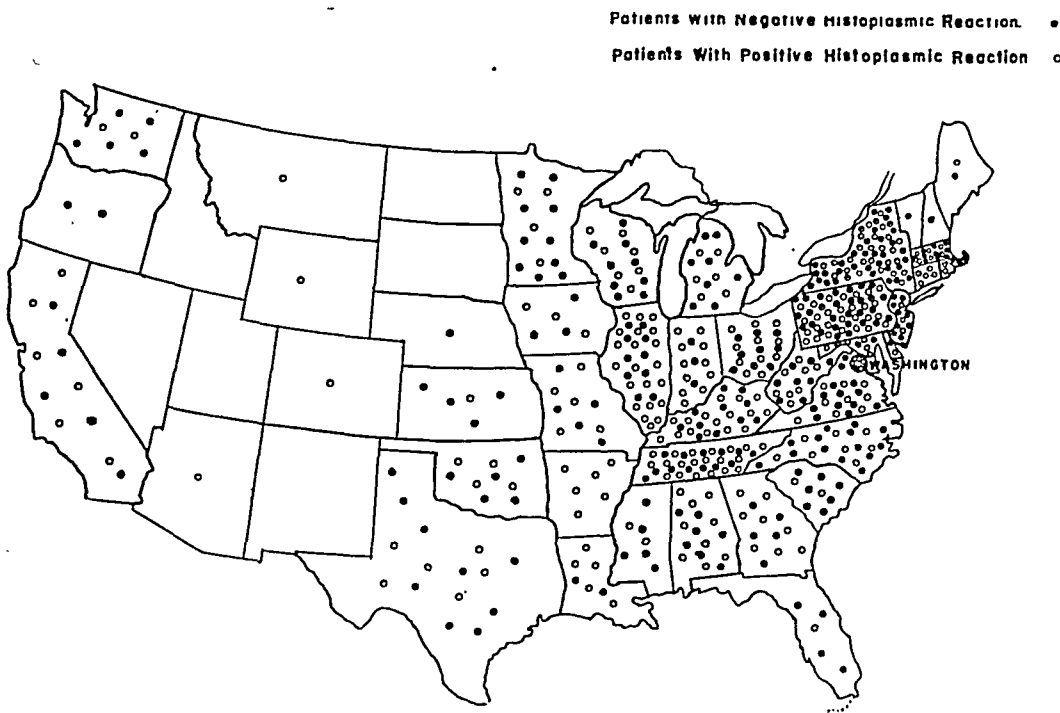 Patients With Negative Histoplasmic Reaction.
Patients With Positive Histoplasmic Reaction
WASHINGTON